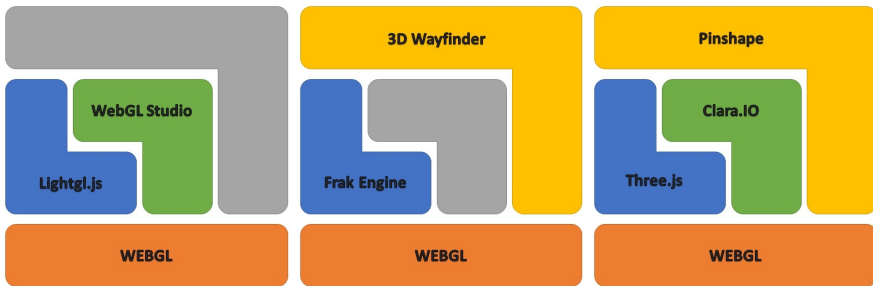 3D Wayfinder
Pinshape
WebGL Studio
Clara.IO
Lightgl.js
Frak Engine
Three.js
WEBGL
WEBGL
WEBGL